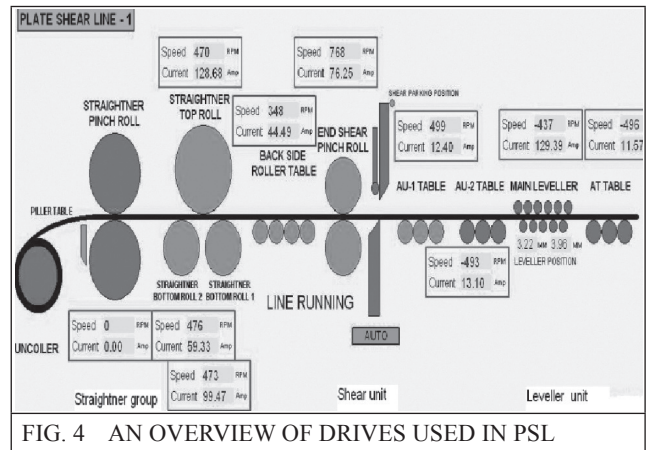 PLATE SHEAR LINE - 1
Speed 470 RPM
Current 128.68 Amp
Speed 768 RPM
Current 76.25 Amp
SHEAR PARKING POSITION
STRAIGHTNER
PINCH ROLL
STRAIGHTNER
TOP ROLL
Speed 348 RPM
Current 44.49 Amp
BACK SIDE
ROLLER TABLE
END SHEAR
PINCH ROLL
Speed 499 RPM
Current 12.40 Amp
Speed -437 RPM
Current 129.39 Amp
Speed -496
Current 11.57
AU-1 TABLE
AU-2 TABLE
MAIN LEVELLER
AT TABLE
PILLER TABLE
3.22 MM 3.96 MM
LEVELLER POSITION
Speed -493 RPM
Current 13.10 Amp
STRAIGHTNER
BOTTOM ROLL 2
STRAIGHTNER
BOTTOM ROLL 1
LINE RUNNING
AUTO
UNCOILER
Speed 0 RPM
Current 0.00 Amp
Speed 476 RPM
Current 59.33 Amp
Speed 473 RPM
Current 99.47 Amp
Straightner group
Shear unit
Leveller unit
FIG. 4 AN OVERVIEW OF DRIVES USED IN PSL